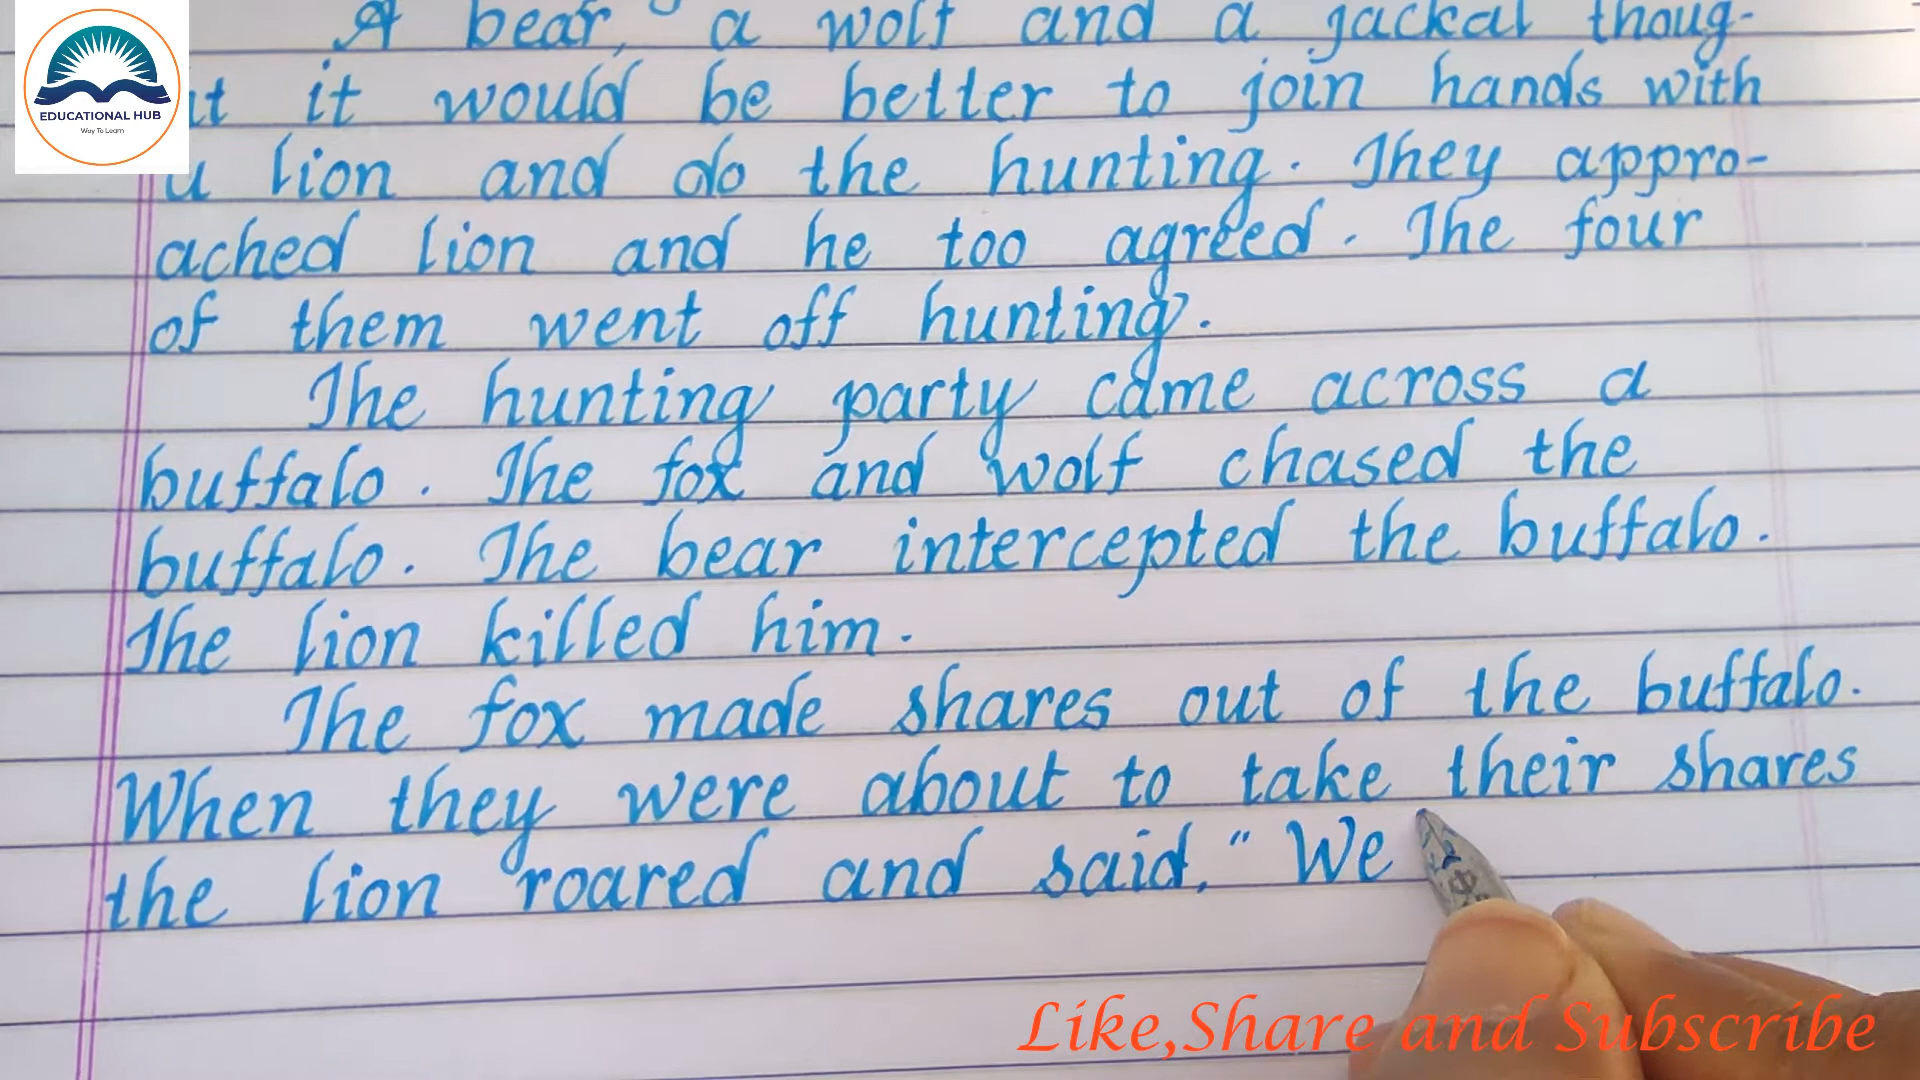 EDUCATIONAL HUB
Way To Learn
A bear, a wolf and a jackal thoug-
it would be better to join hands with
a lion and do the hunting. They appro-
ached lion and he too agreed. The four
of them went off hunting.
The hunting party came across a
buffalo. The fox and wolf chased the
buffalo. The bear intercepted the buffalo.
The lion killed him.
The fox made shares out of the buffalo.
When they were about to take their shares
the lion roared and said, " We
Like,Share and Subscribe